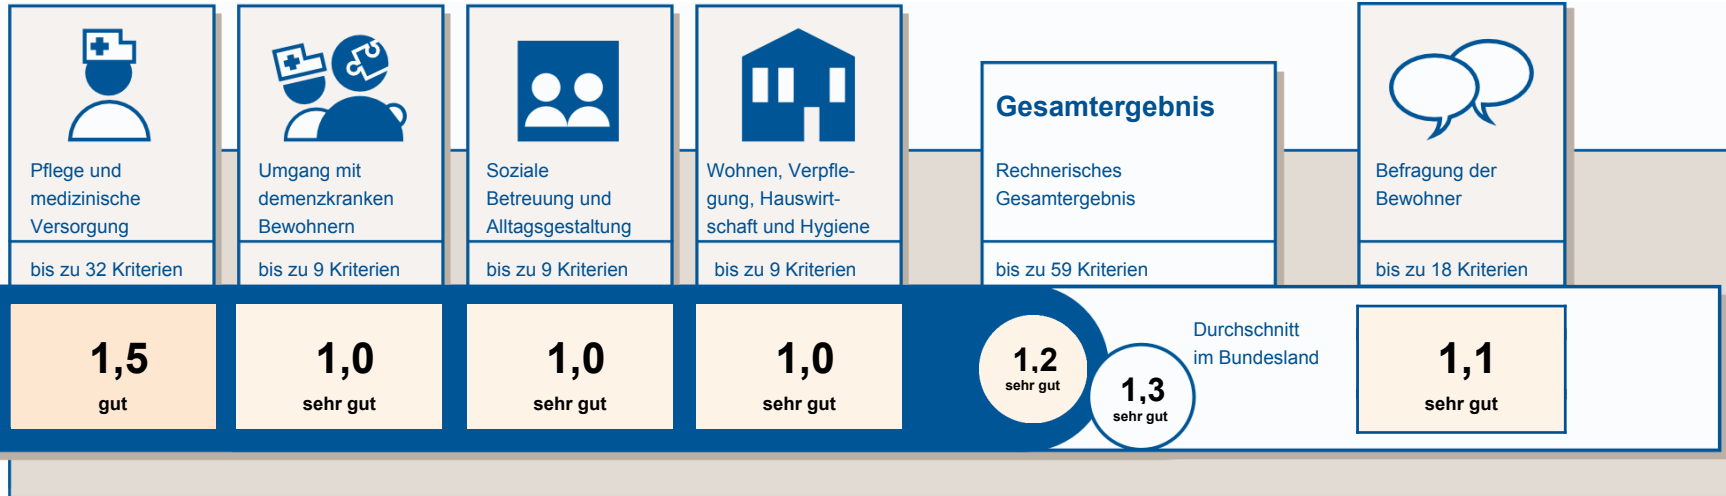 Pflege und
medizinische
Versorgung
bis zu 32 Kriterien
1,5
gut
Umgang mit
demenzkranken
Bewohnern
bis zu 9 Kriterien
1,0
sehr gut
Soziale
Betreuung und
Alltagsgestaltung
bis zu 9 Kriterien
1,0
sehr gut
Wohnen, Verpfle-
gung, Hauswirt-
schaft und Hygiene
bis zu 9 Kriterien
1,0
sehr gut
Gesamtergebnis
Rechnerisches
Gesamtergebnis
bis zu 59 Kriterien
1,2
sehr gut
1,3
sehr gut
Durchschnitt
im Bundesland
Befragung der
Bewohner
bis zu 18 Kriterien
1,1
sehr gut